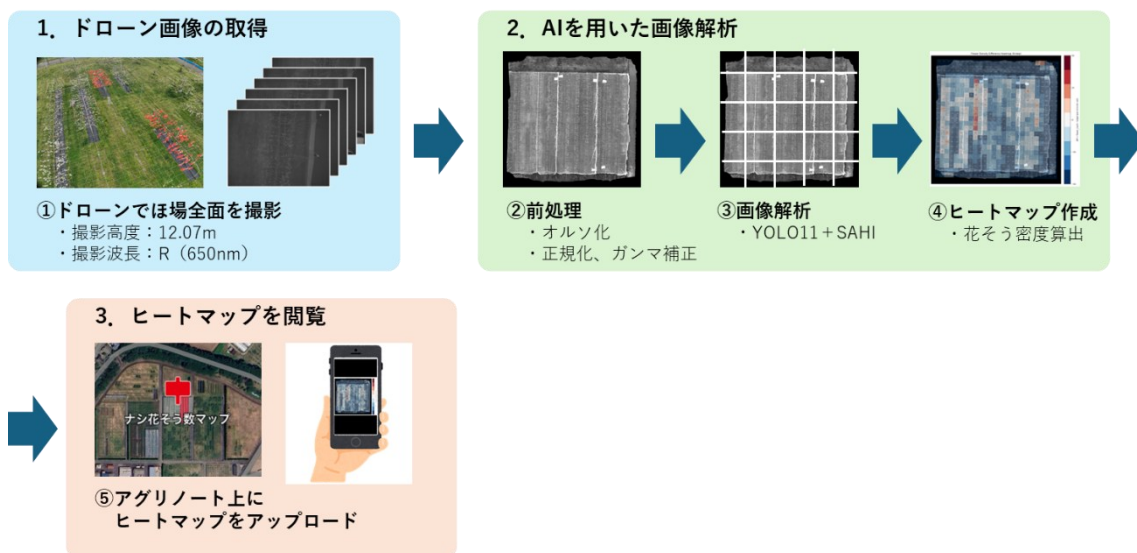 1．ドローン画像の取得
①ドローンでほ場全面を撮影
・撮影高度：12.07m
・撮影波長：R（650nm）
2．AIを用いた画像解析
②前処理
・オルソ化
・正規化、ガンマ補正
③画像解析
・YOLO11＋SAHI
④ヒートマップ作成
・花そう密度算出
3．ヒートマップを閲覧
ナシ花そう数マップ
⑤アグリノート上に
ヒートマップをアップロード